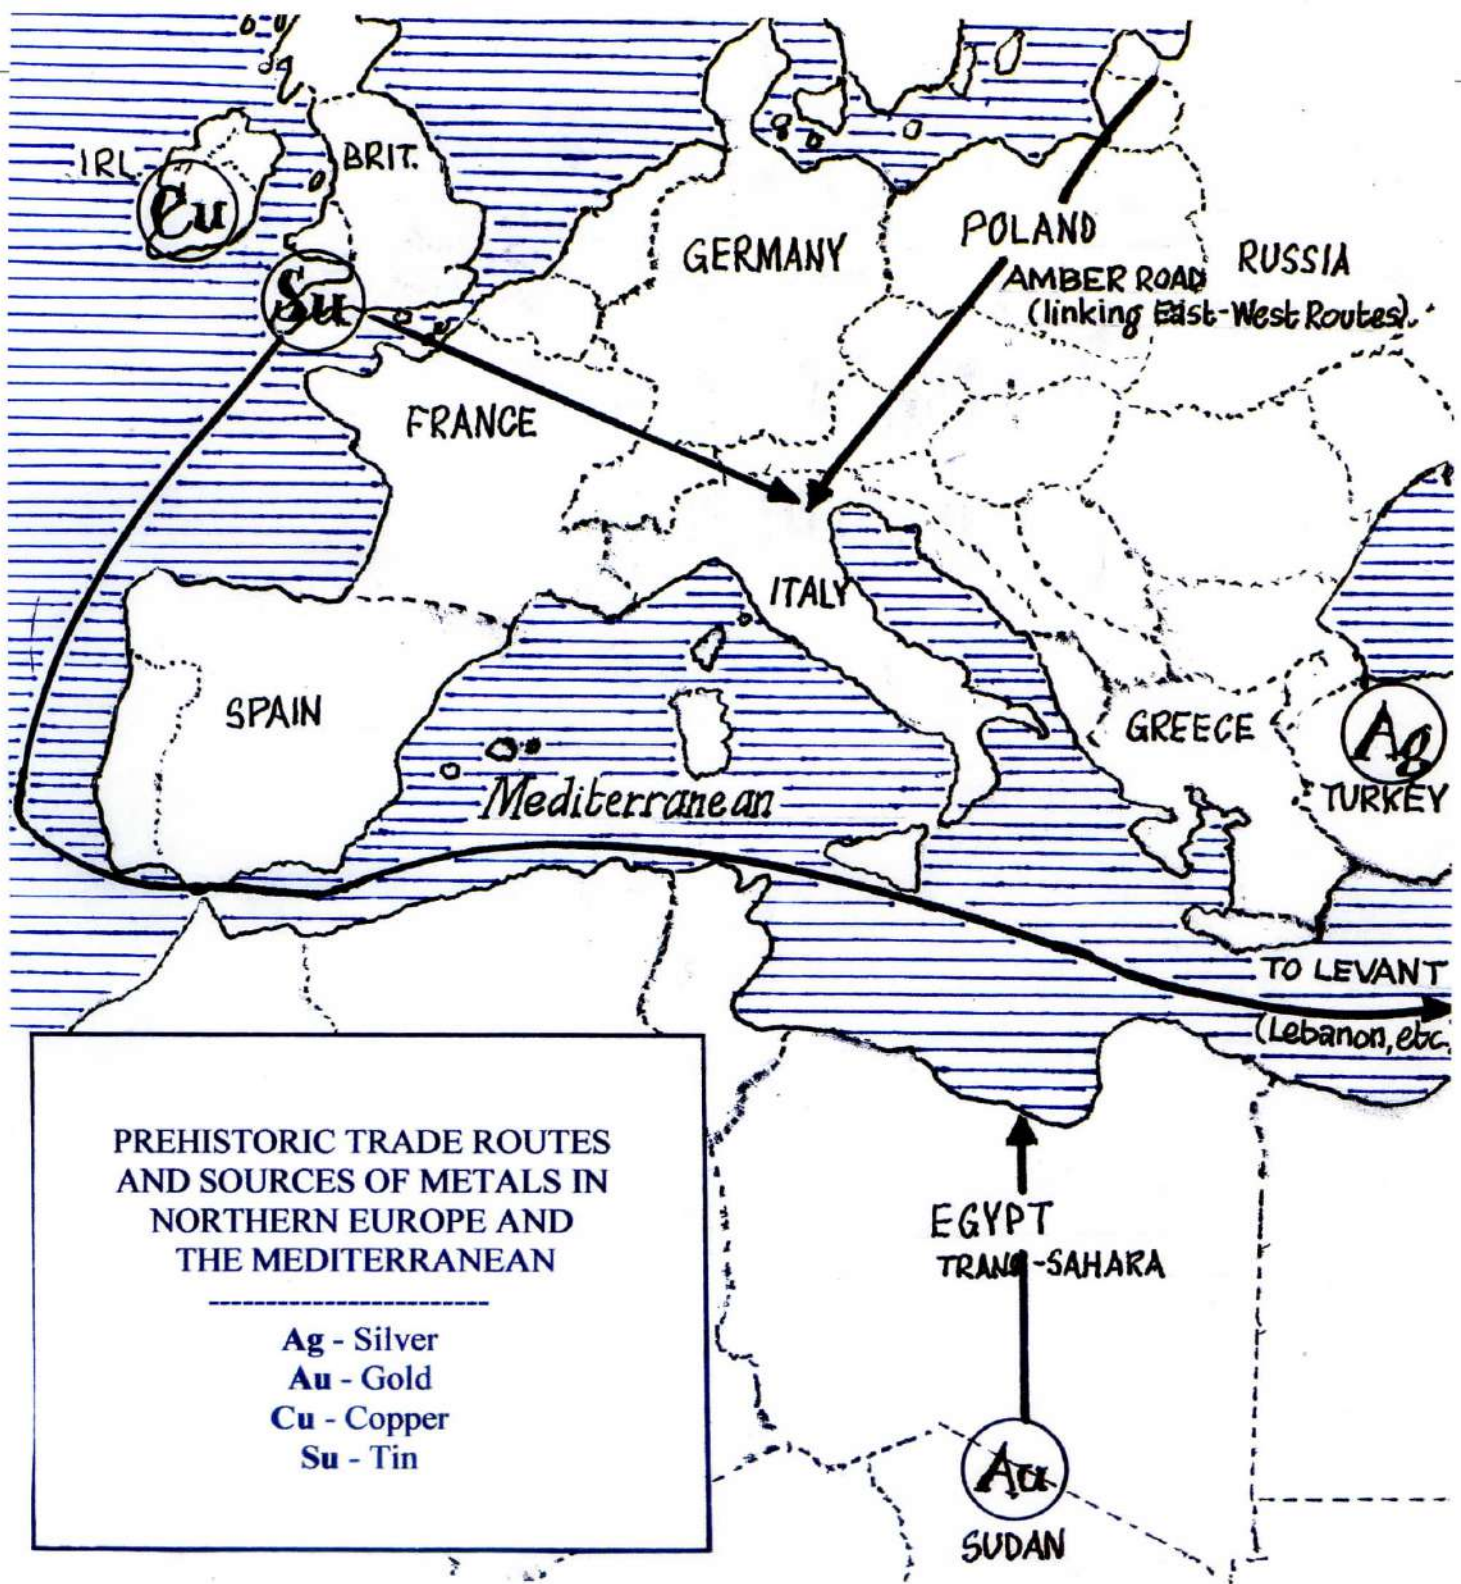 IRL.
BRIT.
Cu
Su
GERMANY
POLAND
RUSSIA
AMBER ROAD
(linking East-West Routes).
FRANCE
ITALY
SPAIN
GREECE
Ag
TURKEY
Mediterranean
TO LEVANT
(Lebanon, etc.
EGYPT
TRANS-SAHARA
Au
SUDAN
PREHISTORIC TRADE ROUTES
AND SOURCES OF METALS IN
NORTHERN EUROPE AND
THE MEDITERRANEAN
------------------------
Ag - Silver
Au - Gold
Cu - Copper
Su - Tin